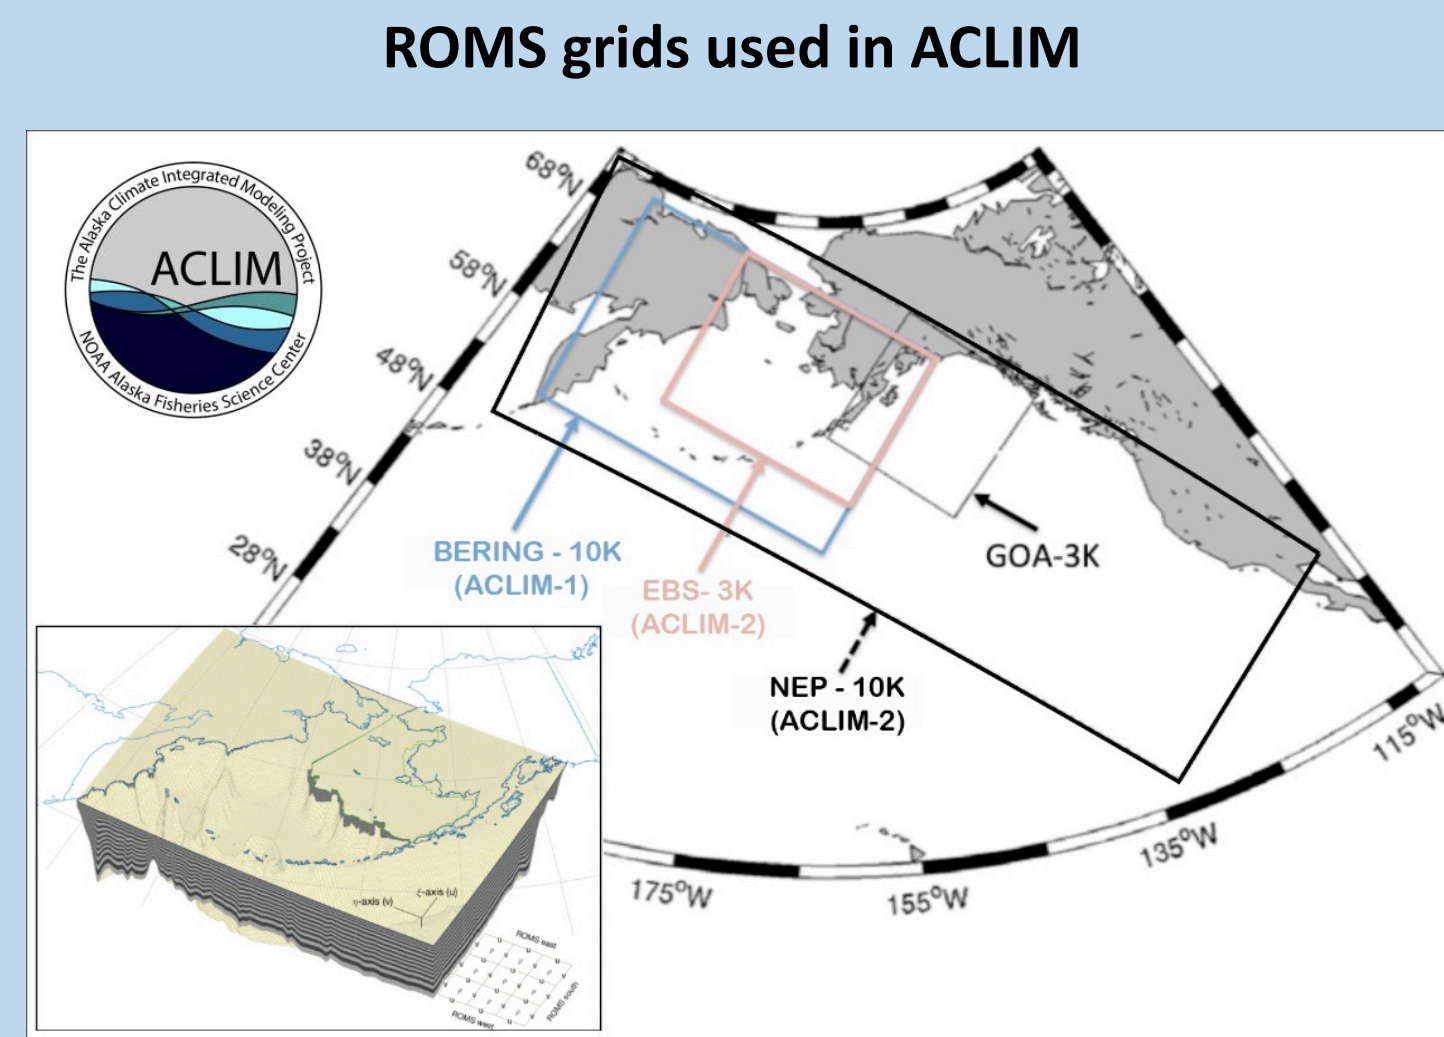 ROMS grids used in ACLIM
The Alaska Climate Integrated Modeling Project
ACLIM
NOAA Alaska Fisheries Science Center
68°N
58°N
48°N
38°N
28°N
BERING - 10K
(ACLIM-1)
EBS- 3K
(ACLIM-2)
GOA-3K
NEP - 10K
(ACLIM-2)
115°W
135°W
155°W
175°W
ξ-axis (u)
η-axis (v)
ROMS east
ROMS south
ROMS west